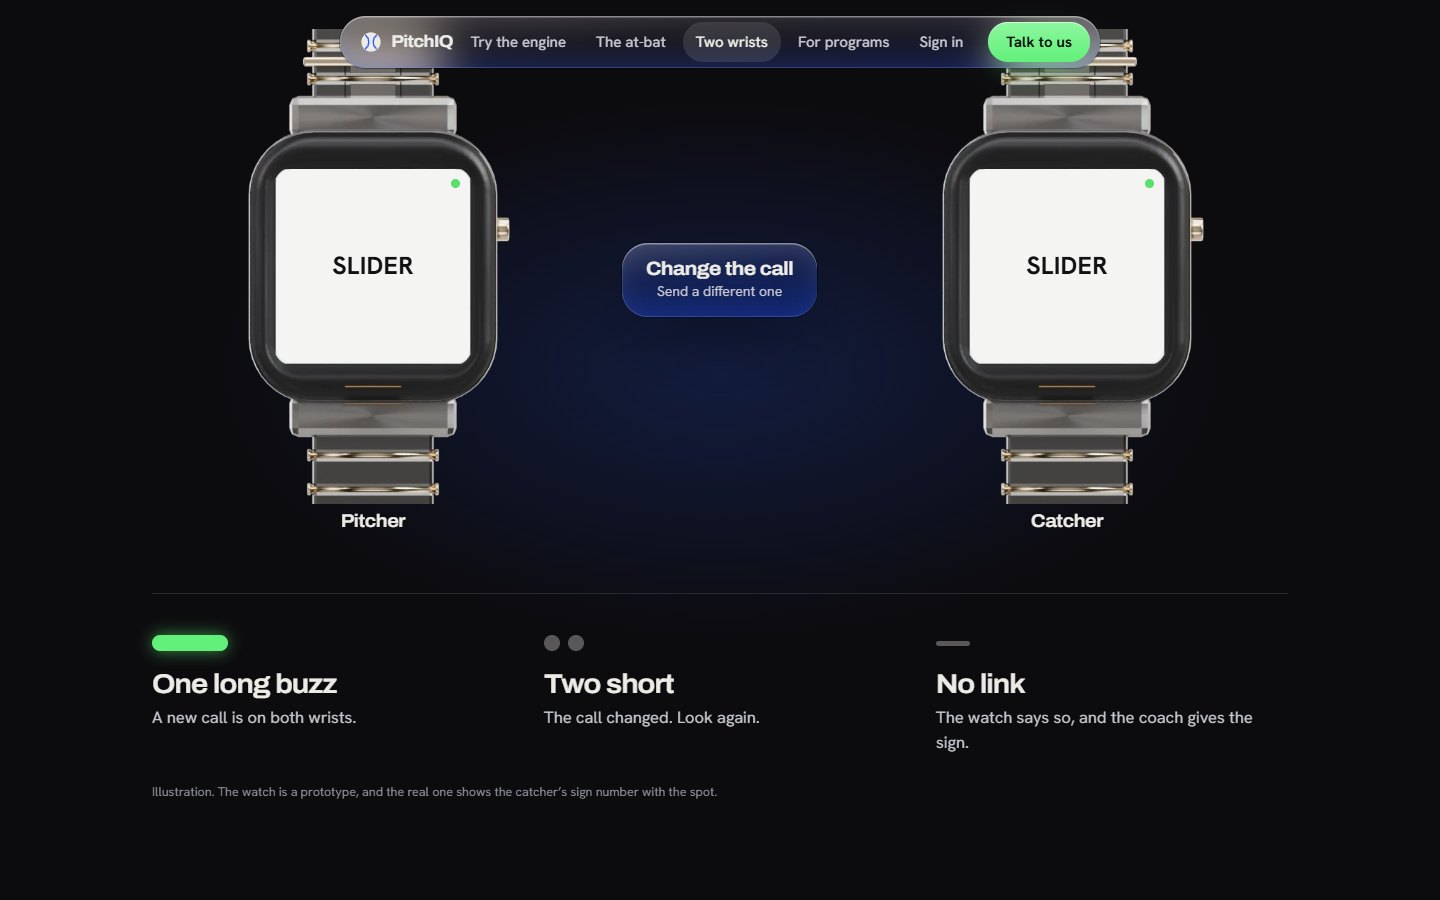 PitchIQ Try the engine The at-bat Two wrists For programs Sign in Talk to us
SLIDER
SLIDER
Change the call
Send a different one
Pitcher
Catcher
One long buzz
A new call is on both wrists.
Two short
The call changed. Look again.
No link
The watch says so, and the coach gives the
sign.
Illustration. The watch is a prototype, and the real one shows the catcher’s sign number with the spot.